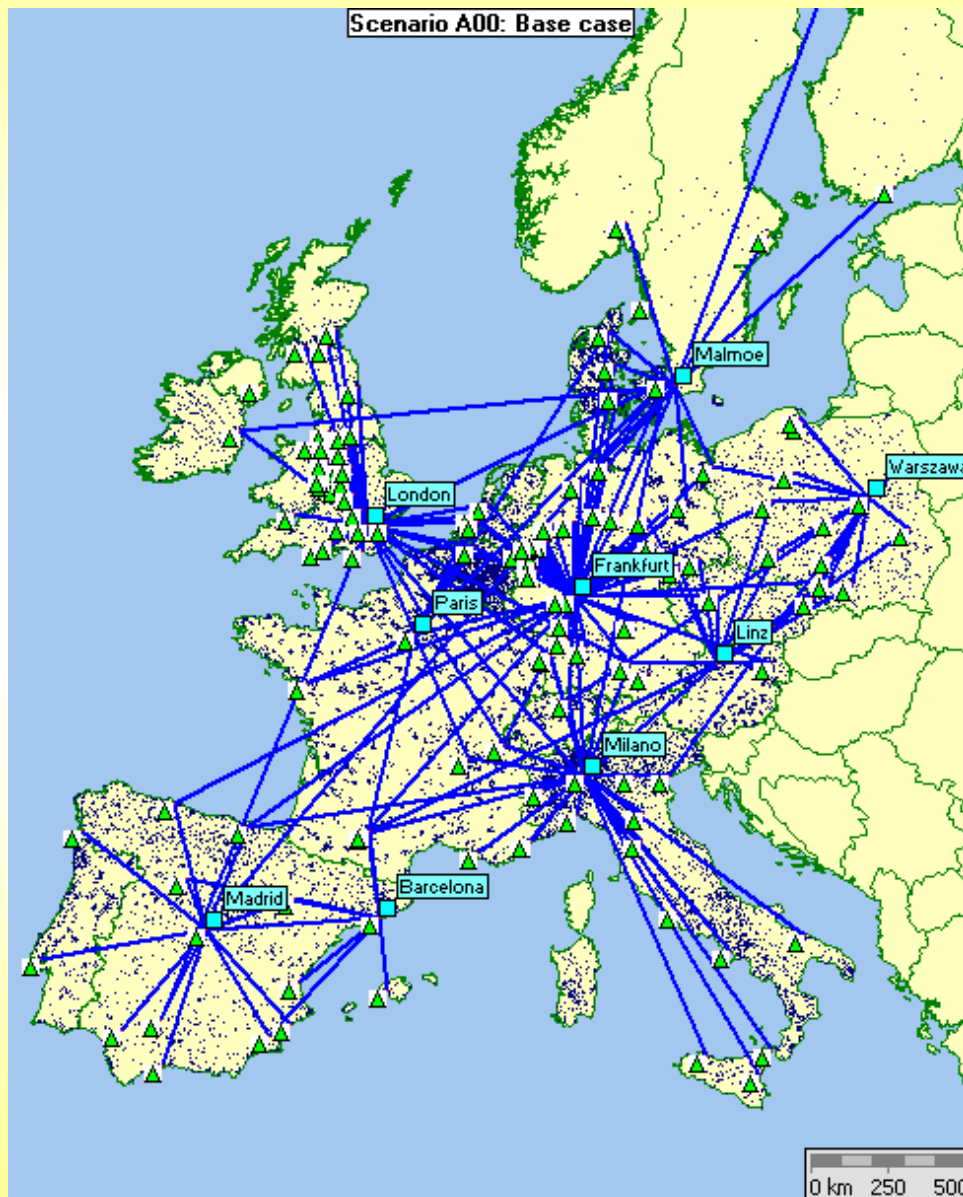 Scenario A00: Base case
Malmoe
Warszawa
London
Frankfurt
Paris
Linz
Milano
Barcelona
Madrid
0 km 250 500